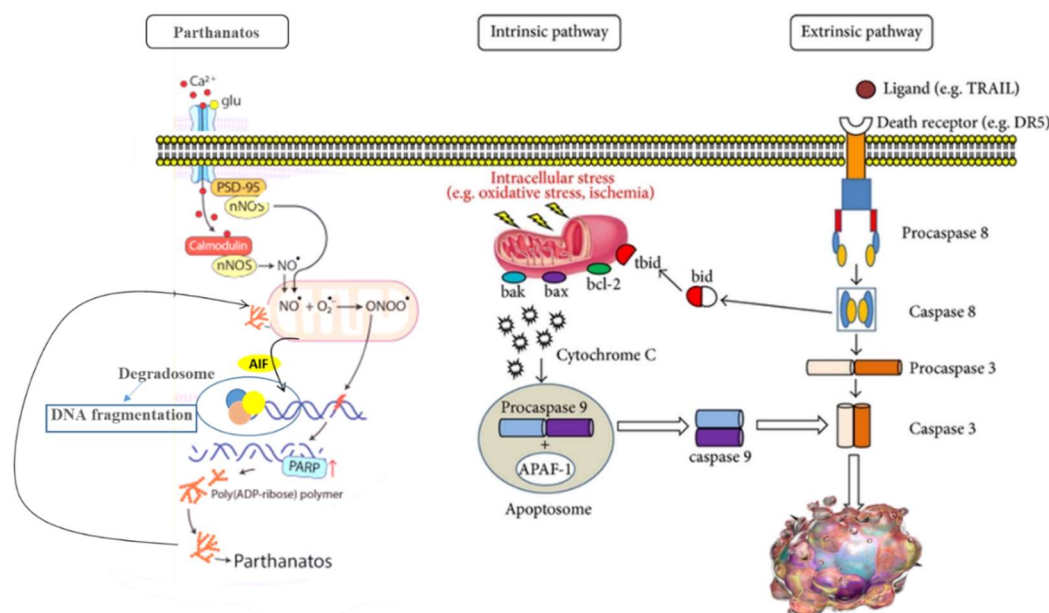 Parthanatos
Ca²⁺
glu
PSD-95
nNOS
Calmodulin
nNOS
NO•
NO• + O₂•⁻
ONOO•
AIF
Degradosome
DNA fragmentation
PARP
Poly(ADP-ribose) polymer
Parthanatos
Intrinsic pathway
Intracellular stress
(e.g. oxidative stress, ischemia)
bak
bax
bcl-2
tbid
bid
Cytochrome C
Procaspase 9
+
APAF-1
Apoptosome
caspase 9
Extrinsic pathway
Ligand (e.g. TRAIL)
Death receptor (e.g. DR5)
Procaspase 8
Caspase 8
Procaspase 3
Caspase 3